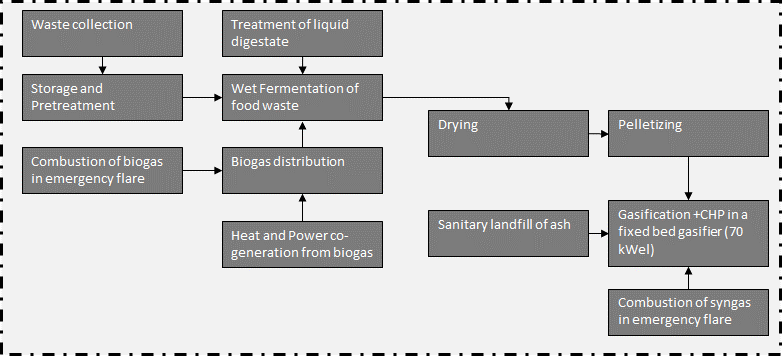 Waste collection
Treatment of liquid
digestate
Storage and
Pretreatment
Wet Fermentation of
food waste
Drying
Pelletizing
Combustion of biogas
in emergency flare
Biogas distribution
Heat and Power co-
generation from biogas
Sanitary landfill of ash
Gasification +CHP in a
fixed bed gasifier (70
kWel)
Combustion of syngas
in emergency flare